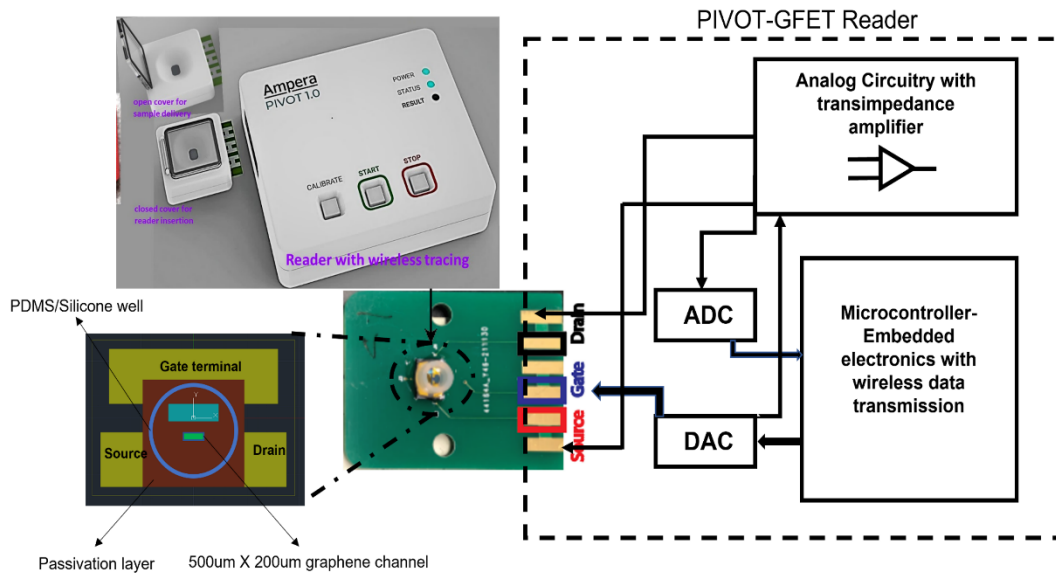 PIVOT-GFET Reader
Ampera
PIVOT 1.0
POWER
STATUS
RESULT
CALIBRATE
START
STOP
open cover for
sample delivery
closed cover for
reader insertion
Reader with wireless tracing
Analog Circuitry with
transimpedance
amplifier
ADC
DAC
Microcontroller-
Embedded
electronics with
wireless data
transmission
PDMS/Silicone well
Gate terminal
Y
X
Source
Drain
Passivation layer
500um X 200um graphene channel
Drain
Gate
Source